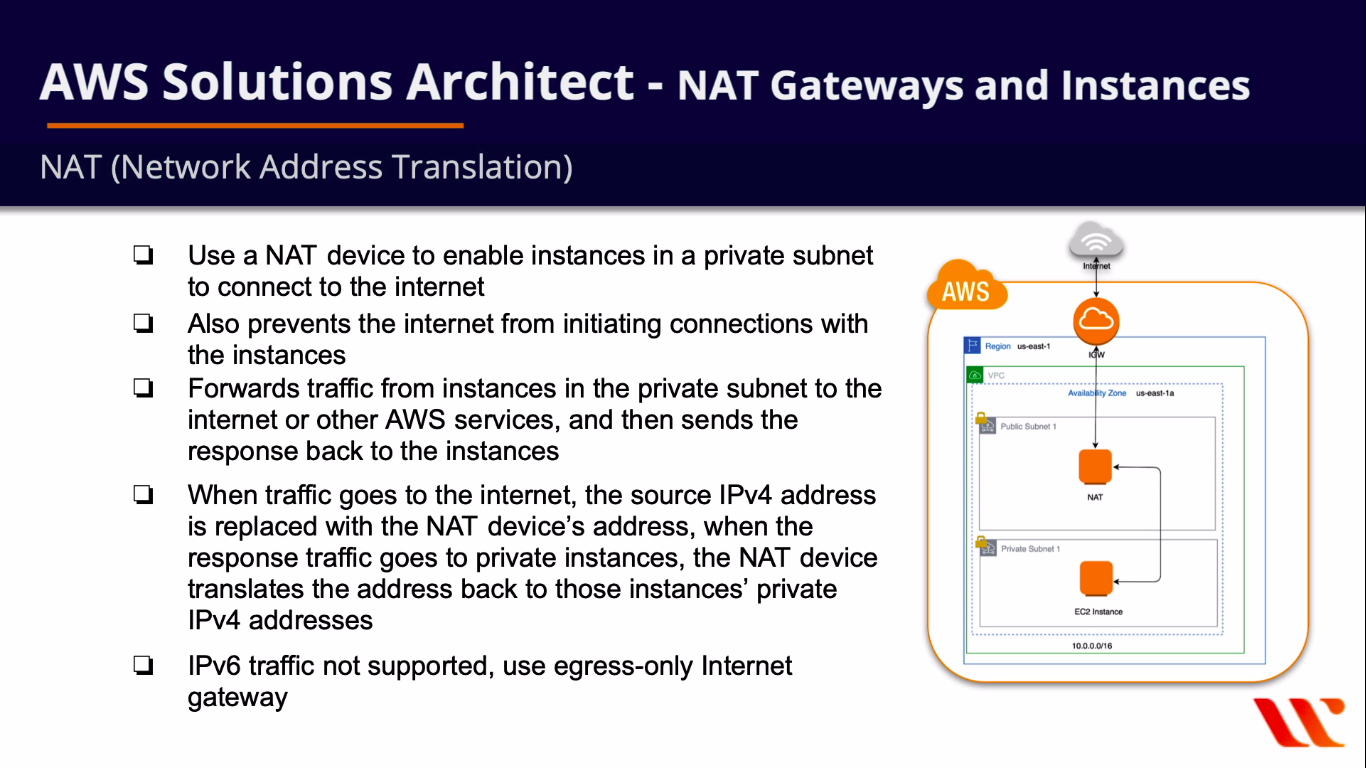 AWS Solutions Architect - NAT Gateways and Instances
NAT (Network Address Translation)
❏ Use a NAT device to enable instances in a private subnet
to connect to the internet
❏ Also prevents the internet from initiating connections with
the instances
❏ Forwards traffic from instances in the private subnet to the
internet or other AWS services, and then sends the
response back to the instances
❏ When traffic goes to the internet, the source IPv4 address
is replaced with the NAT device’s address, when the
response traffic goes to private instances, the NAT device
translates the address back to those instances’ private
IPv4 addresses
❏ IPv6 traffic not supported, use egress-only Internet
gateway
Internet
AWS
IGW
Region us-east-1
VPC
Availability Zone us-east-1a
Public Subnet 1
NAT
Private Subnet 1
EC2 Instance
10.0.0.0/16